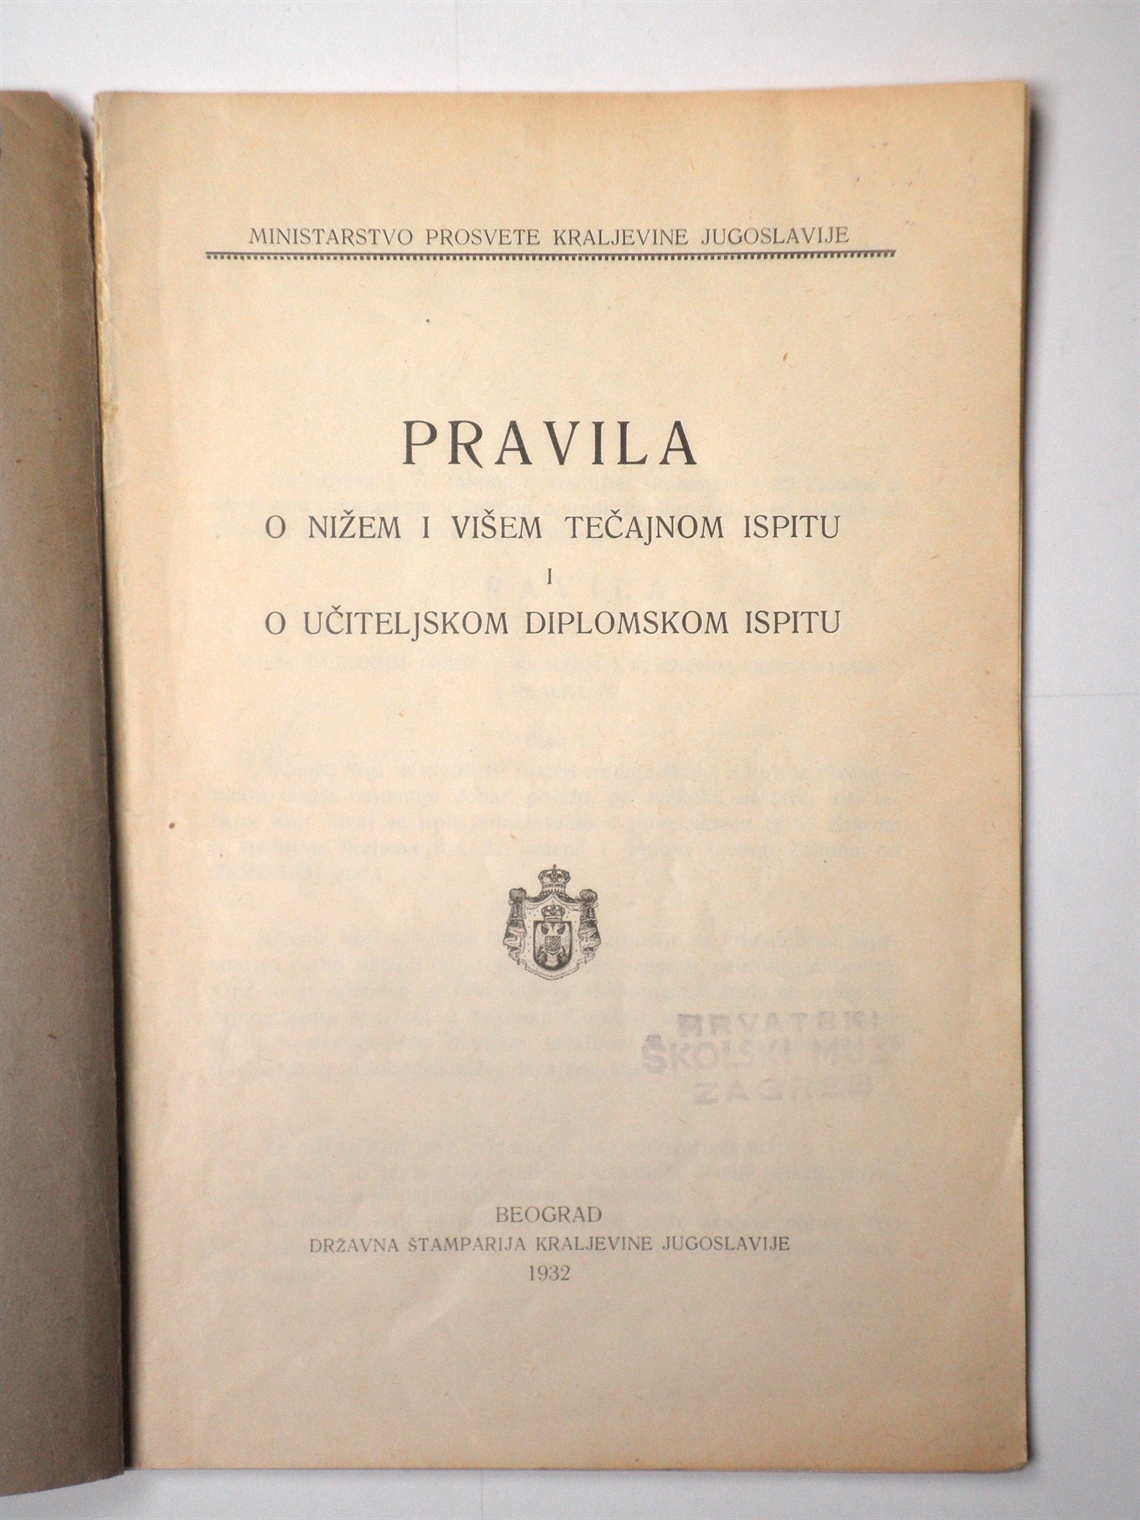 MINISTARSTVO PROSVETE KRALJEVINE JUGOSLAVIJE
PRAVILA
O NIŽEM I VIŠEM TEČAJNOM ISPITU
I
O UČITELJSKOM DIPLOMSKOM ISPITU
HRVATSKI
ŠKOLSKI
ZAGREB
BEOGRAD
DRŽAVNA ŠTAMPARIJA KRALJEVINE JUGOSLAVIJE
1932